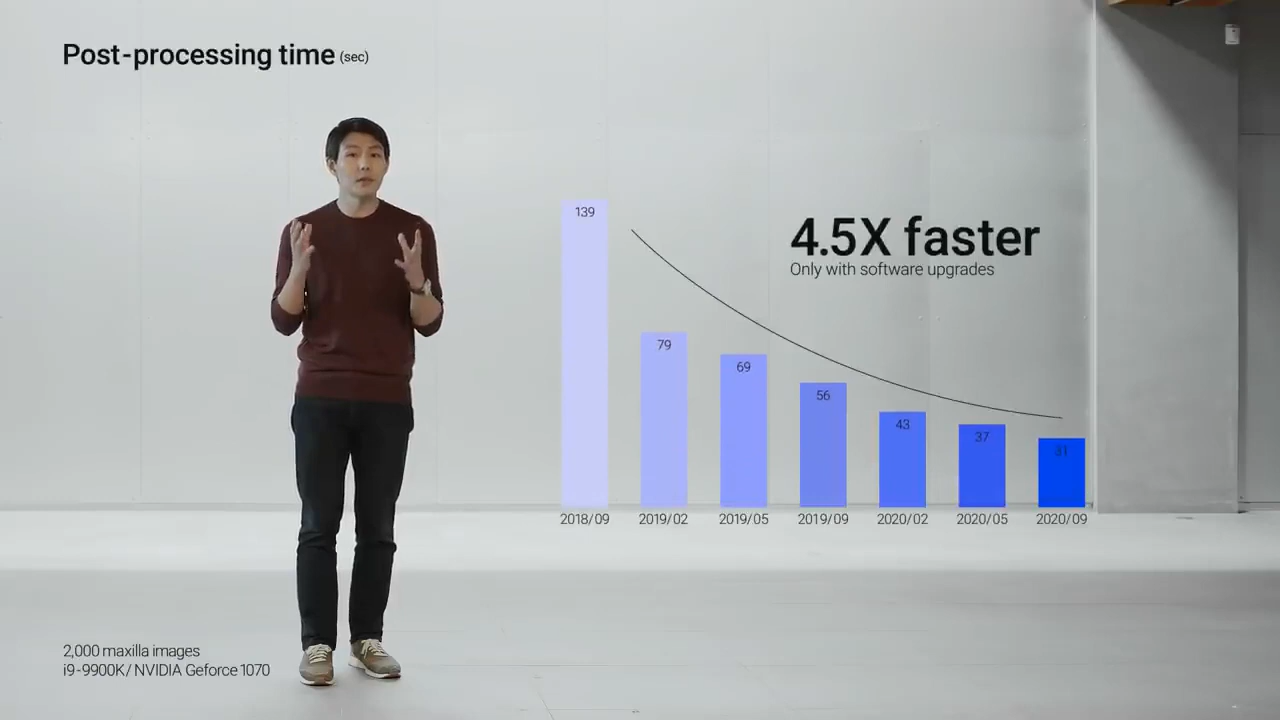 Post-processing time (sec)
4.5X faster
Only with software upgrades
139
79
69
56
43
37
31
2018/09
2019/02
2019/05
2019/09
2020/02
2020/05
2020/09
2,000 maxilla images
i9-9900K/ NVIDIA Geforce 1070